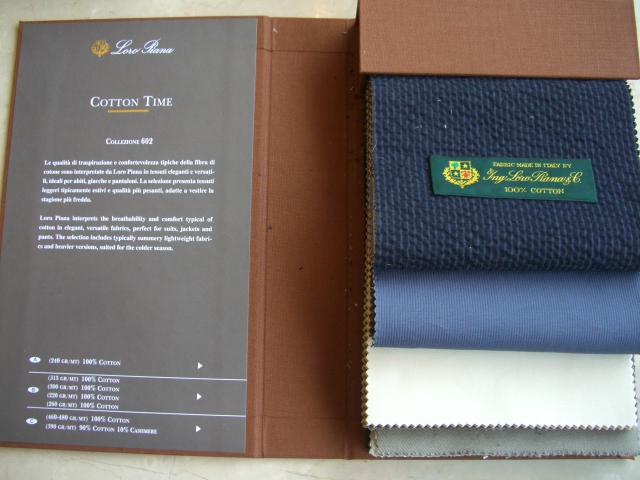 Loro Piana
COTTON TIME
COLLEZIONE 602
Le qualità di traspirazione e confortevolezza tipiche della fibra di
cotone sono interpretate da Loro Piana in tessuti eleganti e versati-
li, ideali per abiti, giacche e pantaloni. La selezione presenta tessuti
leggeri tipicamente estivi e qualità più pesanti, adatte a vestire la
stagione più fredda.
Loro Piana interprets the breathability and comfort typical of
cotton in elegant, versatile fabrics, perfect for suits, jackets and
pants. The selection includes typically summery lightweight fabri-
cs and heavier versions, suited for the colder season.
A (240 GR/MT) 100% COTTON
(315 GR/MT) 100% COTTON
(300 GR/MT) 100% COTTON
B (220 GR/MT) 100% COTTON
(260 GR/MT) 100% COTTON
(460-480 GR/MT) 100% COTTON
C (390 GR/MT) 90% COTTON 10% CASHMERE
FABRIC MADE IN ITALY BY
Ing. Loro Piana & C.
100% COTTON